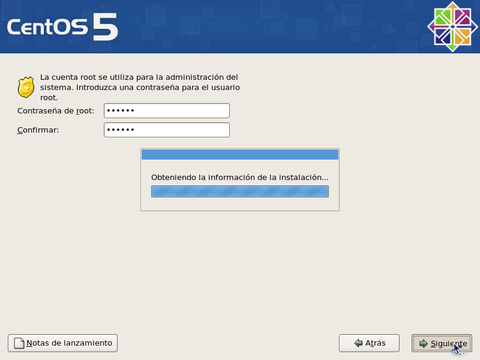 CentOS 5
La cuenta root se utiliza para la administración del
sistema. Introduzca una contraseña para el usuario
root.
Contraseña de root: ••••••
Confirmar: ••••••
Obteniendo la información de la instalación...
Notas de lanzamiento
Atrás
Siguiente